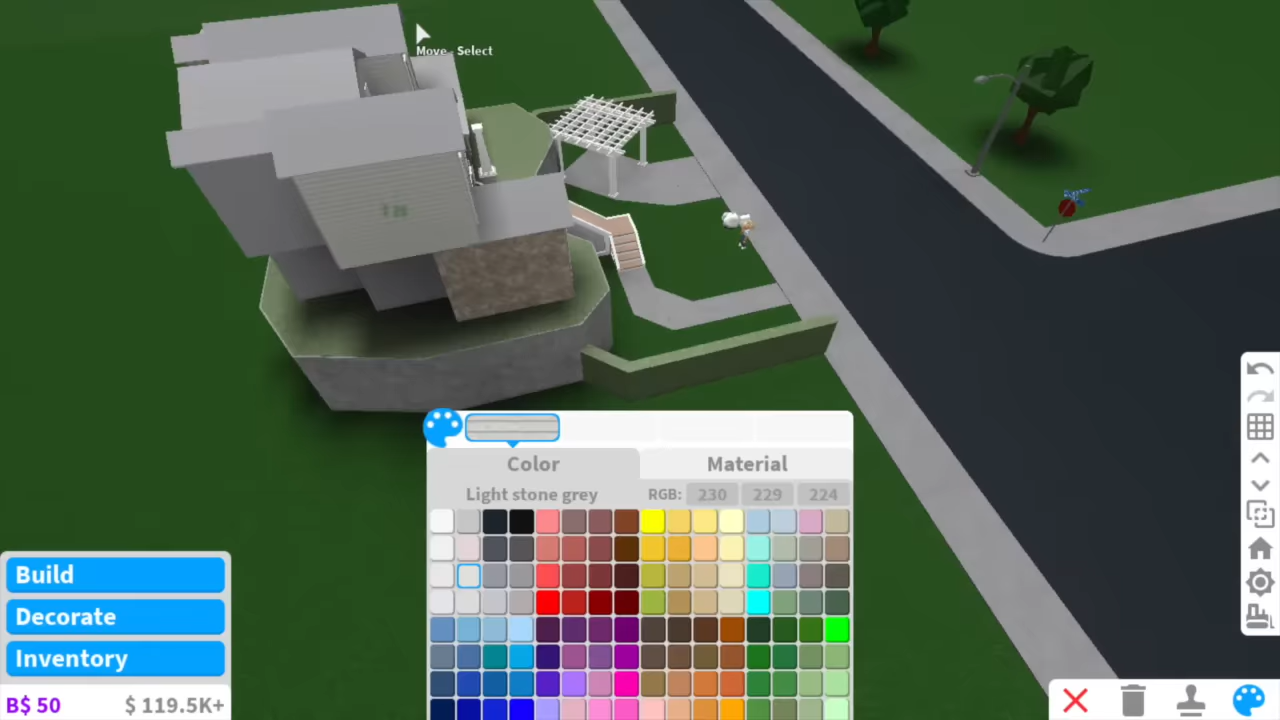 Move - Select
Color
Material
Light stone grey
RGB: 230 229 224
Build
Decorate
Inventory
B$ 50
$ 119.5K+